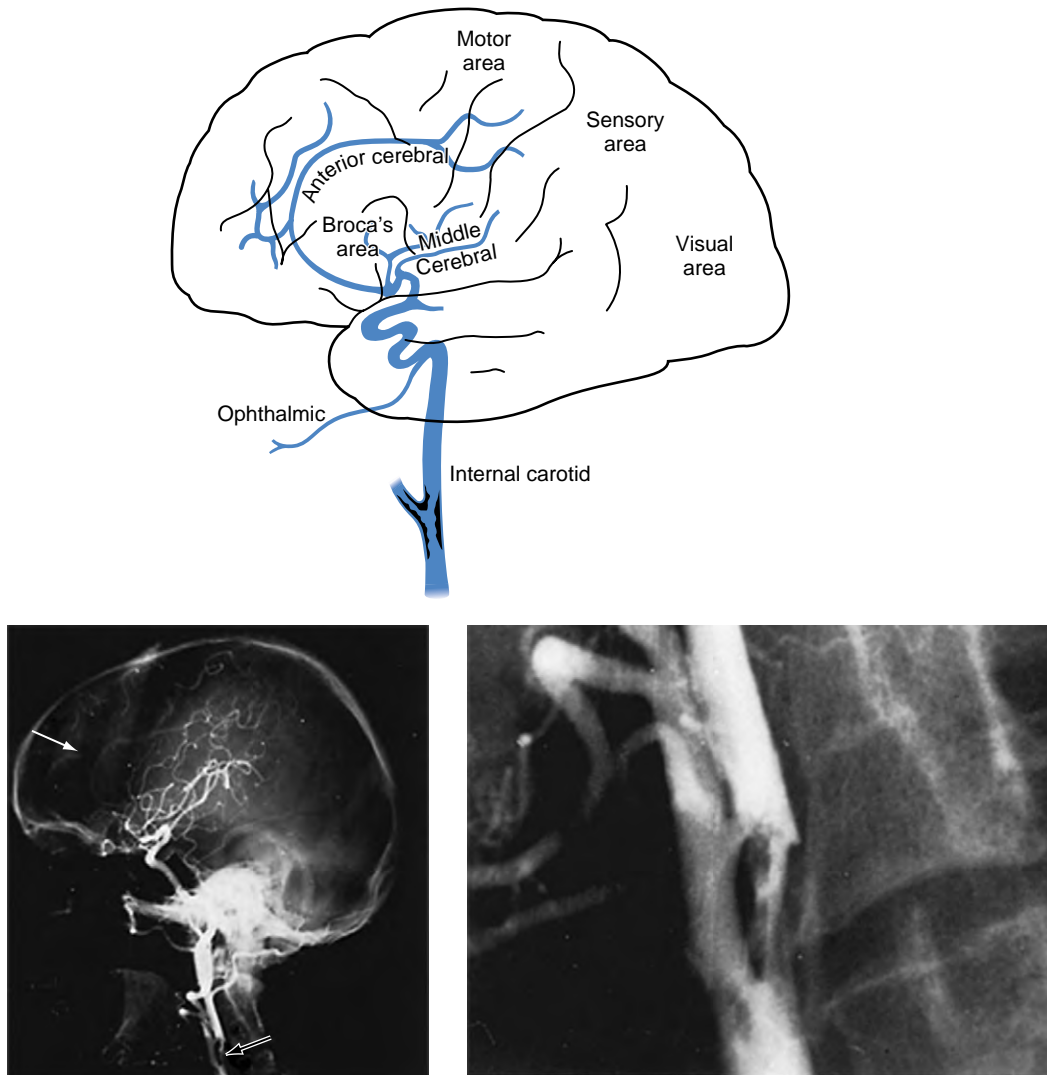 Motor
area
Sensory
area
Anterior cerebral
Broca's
area
Middle
Cerebral
Visual
area
Ophthalmic
Internal carotid